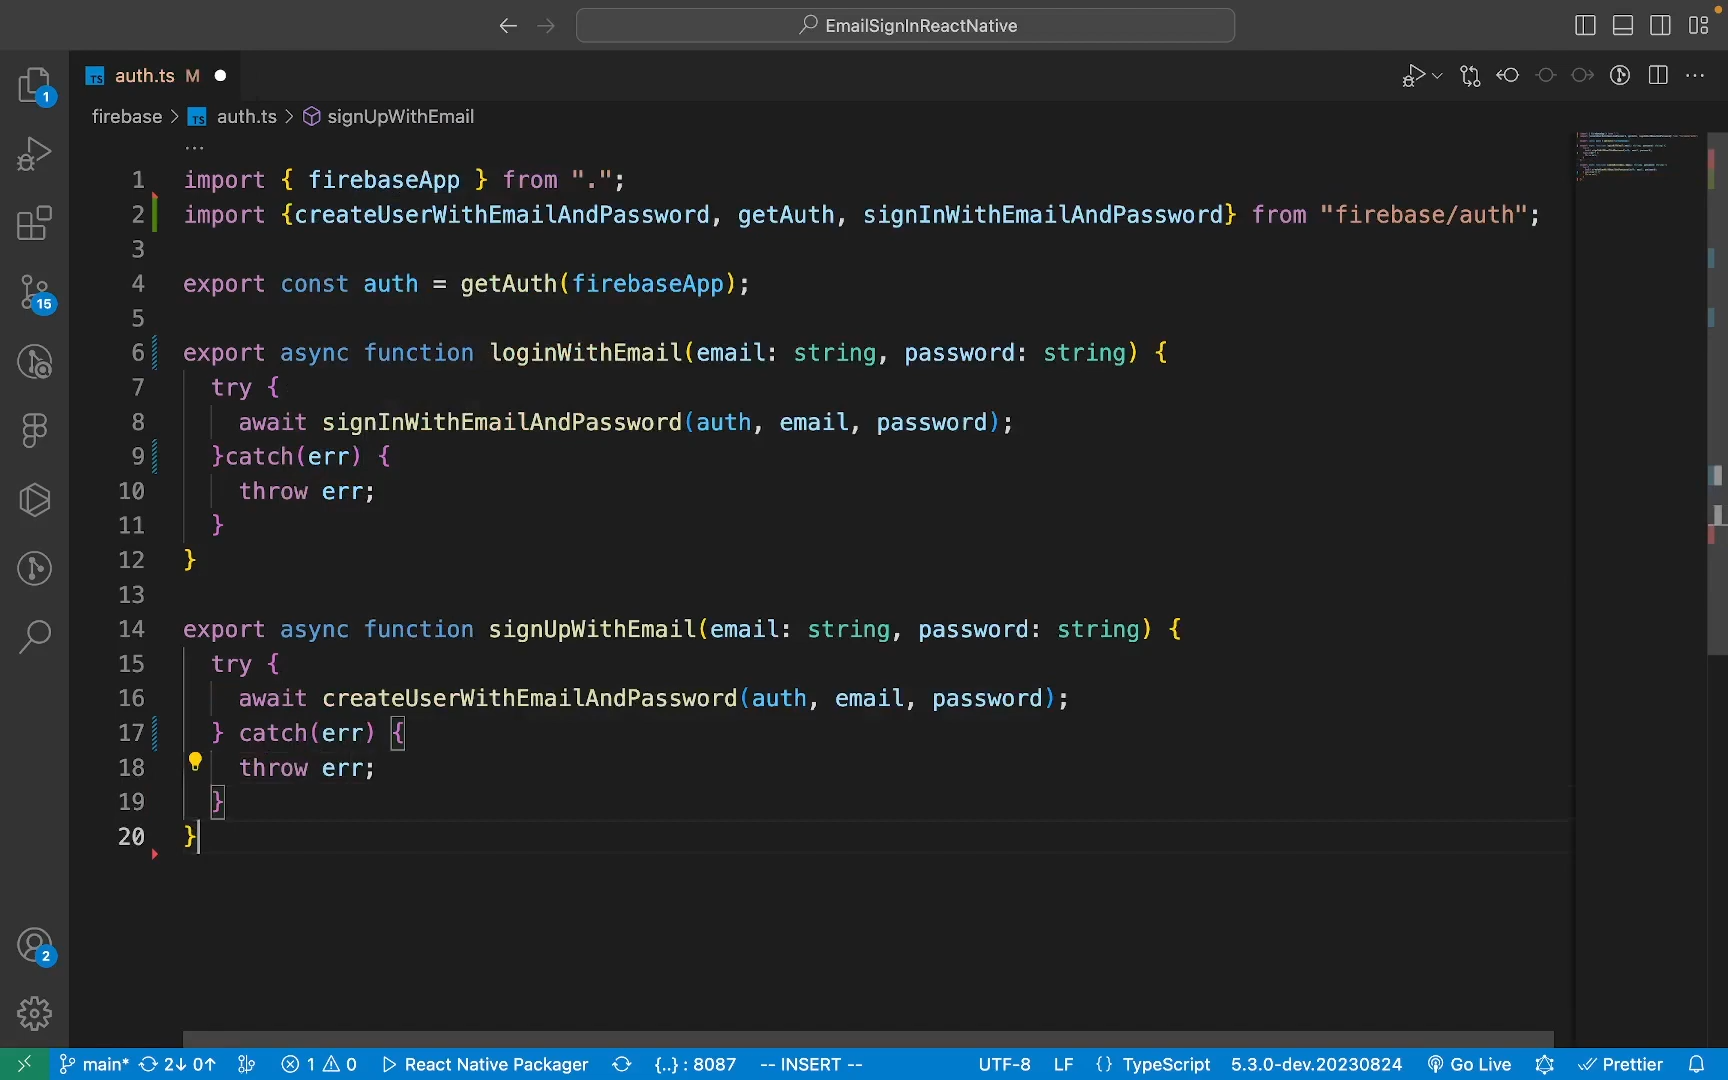 EmailSignInReactNative
TS auth.ts M
1
firebase > TS auth.ts > signUpWithEmail
...
1 import { firebaseApp } from ".";
2 import {createUserWithEmailAndPassword, getAuth, signInWithEmailAndPassword} from "firebase/auth";
3
4 export const auth = getAuth(firebaseApp);
5
6 export async function loginWithEmail(email: string, password: string) {
7 try {
8 await signInWithEmailAndPassword(auth, email, password);
9 }catch(err) {
10 throw err;
11 }
12 }
13
14 export async function signUpWithEmail(email: string, password: string) {
15 try {
16 await createUserWithEmailAndPassword(auth, email, password);
17 } catch(err) {
18 throw err;
19 }
20 }
15
2
main* 2↓ 0↑ 1 0 React Native Packager {..} : 8087 -- INSERT -- UTF-8 LF {} TypeScript 5.3.0-dev.20230824 Go Live Prettier